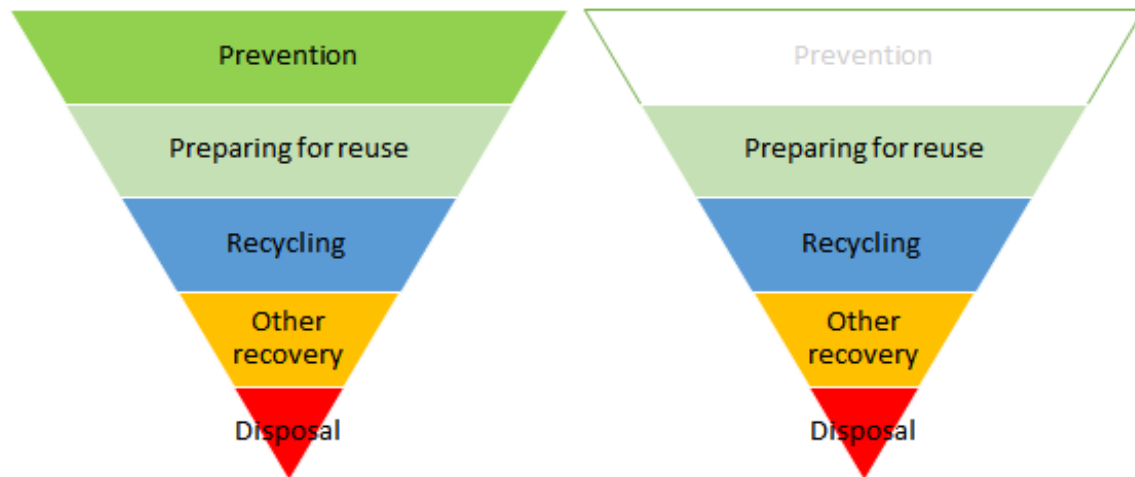 Prevention
Preparing for reuse
Recycling
Other
recovery
Disposal
Prevention
Preparing for reuse
Recycling
Other
recovery
Disposal